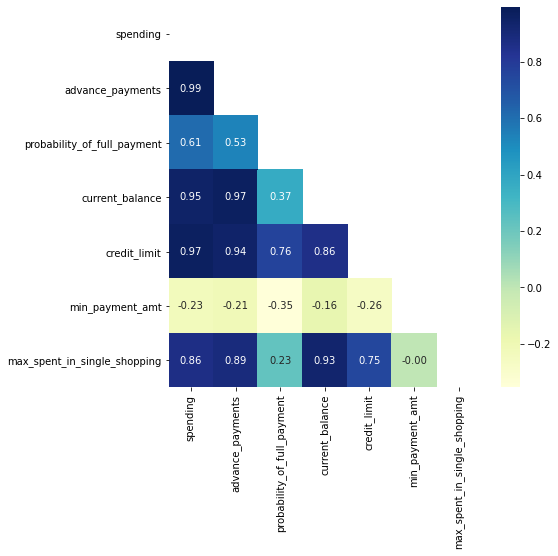 spending
advance_payments
0.99
probability_of_full_payment
0.61 0.53
current_balance
0.95 0.97 0.37
credit_limit
0.97 0.94 0.76 0.86
min_payment_amt
-0.23 -0.21 -0.35 -0.16 -0.26
max_spent_in_single_shopping
0.86 0.89 0.23 0.93 0.75 -0.00
spending
advance_payments
probability_of_full_payment
current_balance
credit_limit
min_payment_amt
max_spent_in_single_shopping
0.8
0.6
0.4
0.2
0.0
−0.2